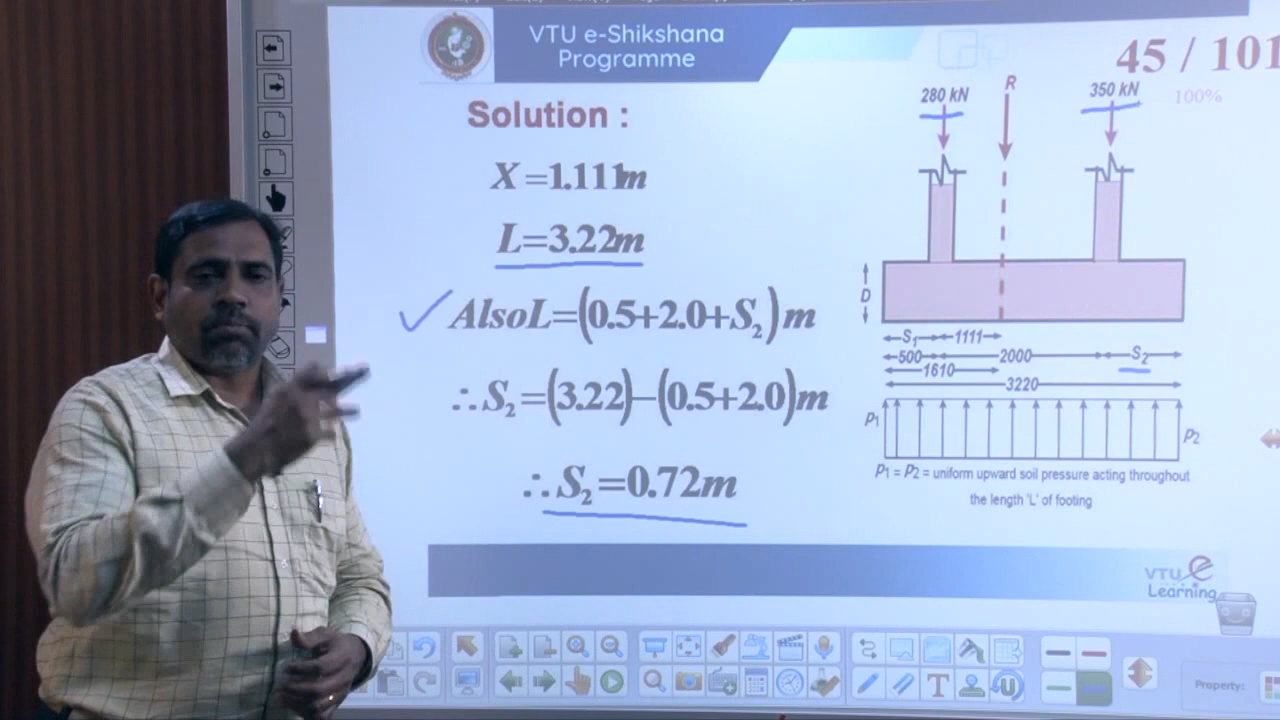 VTU e-Shikshana
Programme
45 / 101
100%
Solution :
X =1.111m
L=3.22m
AlsoL=(0.5+2.0+S₂)m
∴S₂=(3.22)−(0.5+2.0)m
∴S₂=0.72m
280 kN
R
350 kN
D
S₁
1111
500
2000
S₂
1610
3220
p₁
p₂
p₁ = p₂ = uniform upward soil pressure acting throughout
the length 'L' of footing
VTU e
Learning
Property: